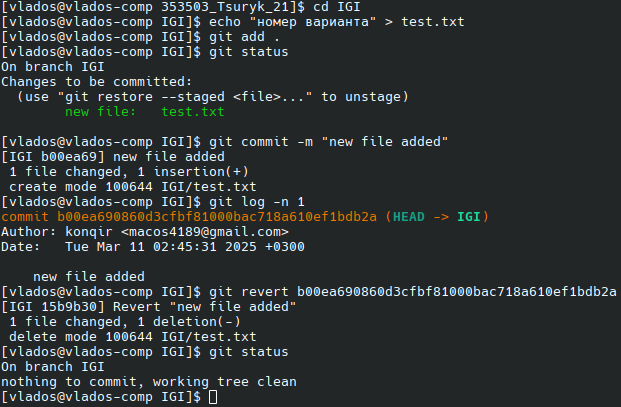 [vlados@vlados-comp 353503_Tsuryk_21]$ cd IGI
[vlados@vlados-comp IGI]$ echo "номер варианта" > test.txt
[vlados@vlados-comp IGI]$ git add .
[vlados@vlados-comp IGI]$ git status
On branch IGI
Changes to be committed:
  (use "git restore --staged <file>..." to unstage)
        new file:   test.txt

[vlados@vlados-comp IGI]$ git commit -m "new file added"
[IGI b00ea69] new file added
 1 file changed, 1 insertion(+)
 create mode 100644 IGI/test.txt
[vlados@vlados-comp IGI]$ git log -n 1
commit b00ea690860d3cfbf81000bac718a610ef1bdb2a (HEAD -> IGI)
Author: konqir <macos4189@gmail.com>
Date:   Tue Mar 11 02:45:31 2025 +0300

    new file added
[vlados@vlados-comp IGI]$ git revert b00ea690860d3cfbf81000bac718a610ef1bdb2a
[IGI 15b9b30] Revert "new file added"
 1 file changed, 1 deletion(-)
 delete mode 100644 IGI/test.txt
[vlados@vlados-comp IGI]$ git status
On branch IGI
nothing to commit, working tree clean
[vlados@vlados-comp IGI]$